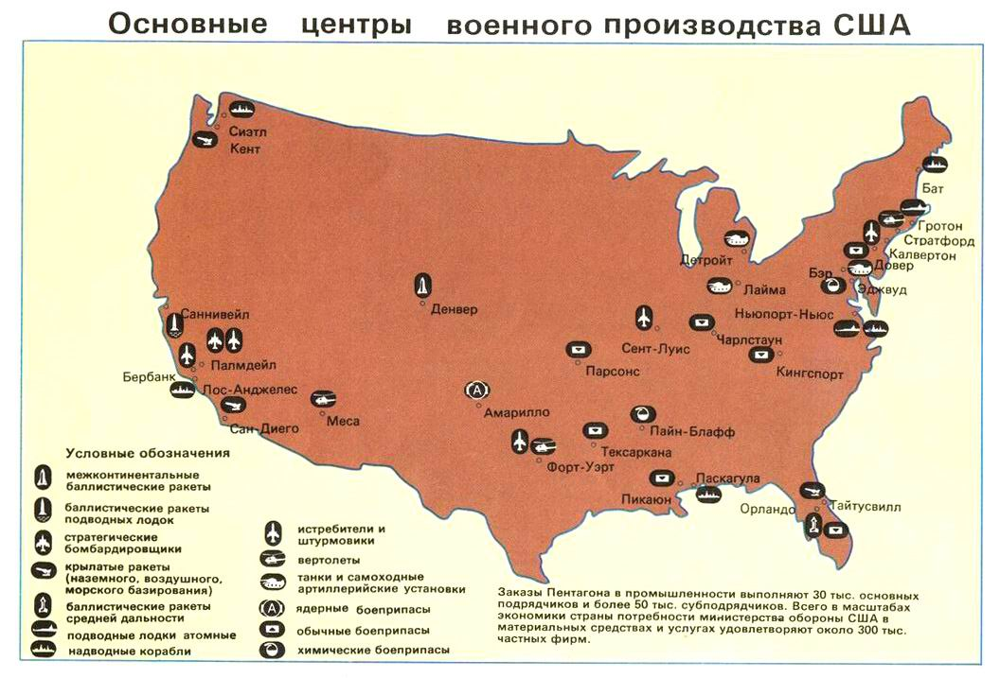 Основные центры военного производства США
Сиэтл
Кент
Бат
Гротон
Стратфорд
Калвертон
Довер
Детройт
Бэр
Эджвуд
Лайма
Денвер
Саннивейл
Ньюпорт-Ньюс
Чарлстаун
Сент-Луис
Палмдейл
Парсонс
Кингспорт
Бербанк
Лос-Анджелес
Амарилло
Меса
Сан-Диего
Пайн-Блафф
Тексаркана
Форт-Уэрт
Паскагула
Пикаюн
Орландо
Тайтусвилл
Условные обозначения
межконтинентальные
баллистические ракеты
баллистические ракеты
подводных лодок
стратегические
бомбардировщики
крылатые ракеты
(наземного, воздушного,
морского базирования)
баллистические ракеты
средней дальности
подводные лодки атомные
надводные корабли
истребители и
штурмовики
вертолеты
танки и самоходные
артиллерийские установки
А
ядерные боеприпасы
А
обычные боеприпасы
химические боеприпасы
Заказы Пентагона в промышленности выполняют 30 тыс. основных
подрядчиков и более 50 тыс. субподрядчиков. Всего в масштабах
экономики страны потребности министерства обороны США в
материальных средствах и услугах удовлетворяют около 300 тыс.
частных фирм.